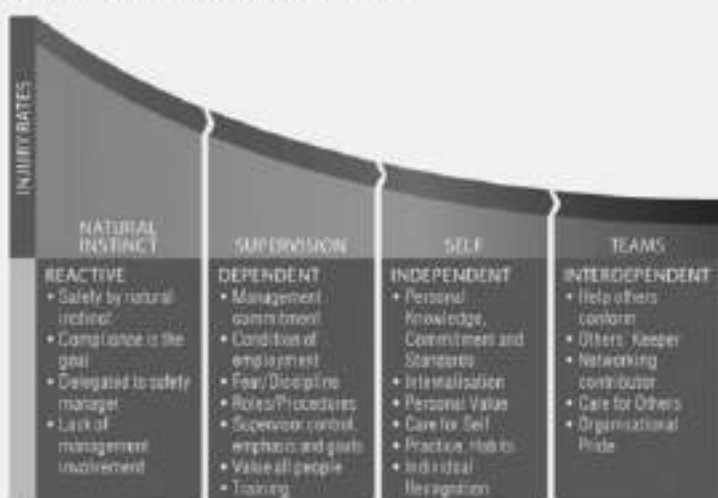 INJURY RATES
NATURAL
INSTINCT
REACTIVE
• Safety by natural
instinct
• Compliance is the
goal
• Delegated to safety
manager
• Lack of
management
involvement
SUPERVISION
DEPENDENT
• Management
commitment
• Condition of
employment
• Fear/Discipline
• Roles/Procedures
• Supervisor control,
emphasis and goals
• Value all people
• Training
SELF
INDEPENDENT
• Personal
Knowledge,
Commitment and
Standards
• Internalisation
• Personal Value
• Care for Self
• Practice, Habits
• Individual
Recognition
TEAMS
INTERDEPENDENT
• Help others
conform
• Others' Keeper
• Networking
contributor
• Care for Others
• Organisational
Pride